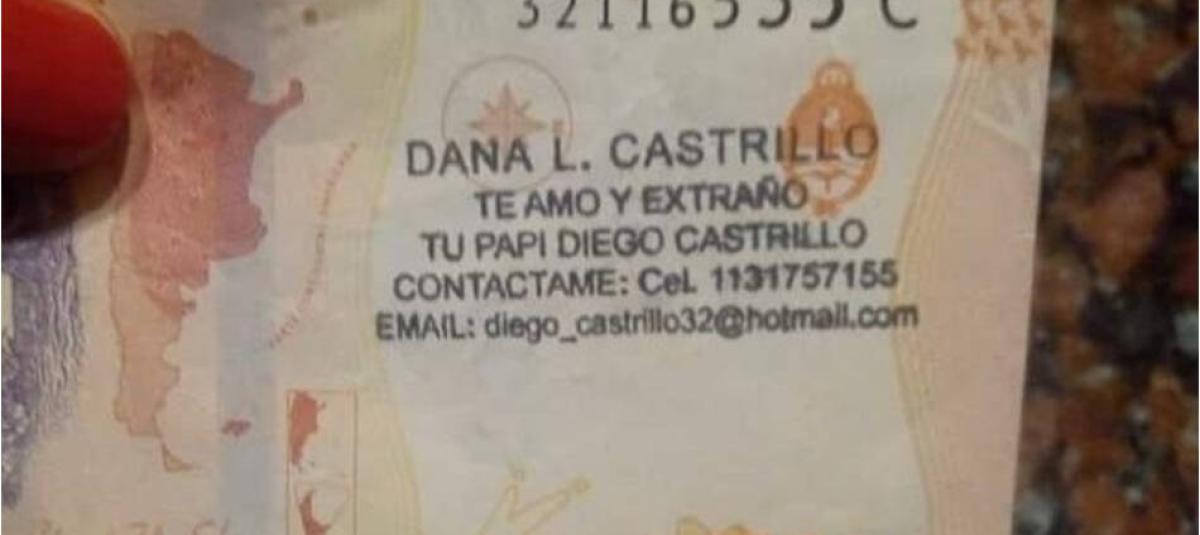 DANA L. CASTRILLO
TE AMO Y EXTRAÑO
TU PAPI DIEGO CASTRILLO
CONTACTAME: Cel. 1131757155
EMAIL: diego_castrillo32@hotmail.com